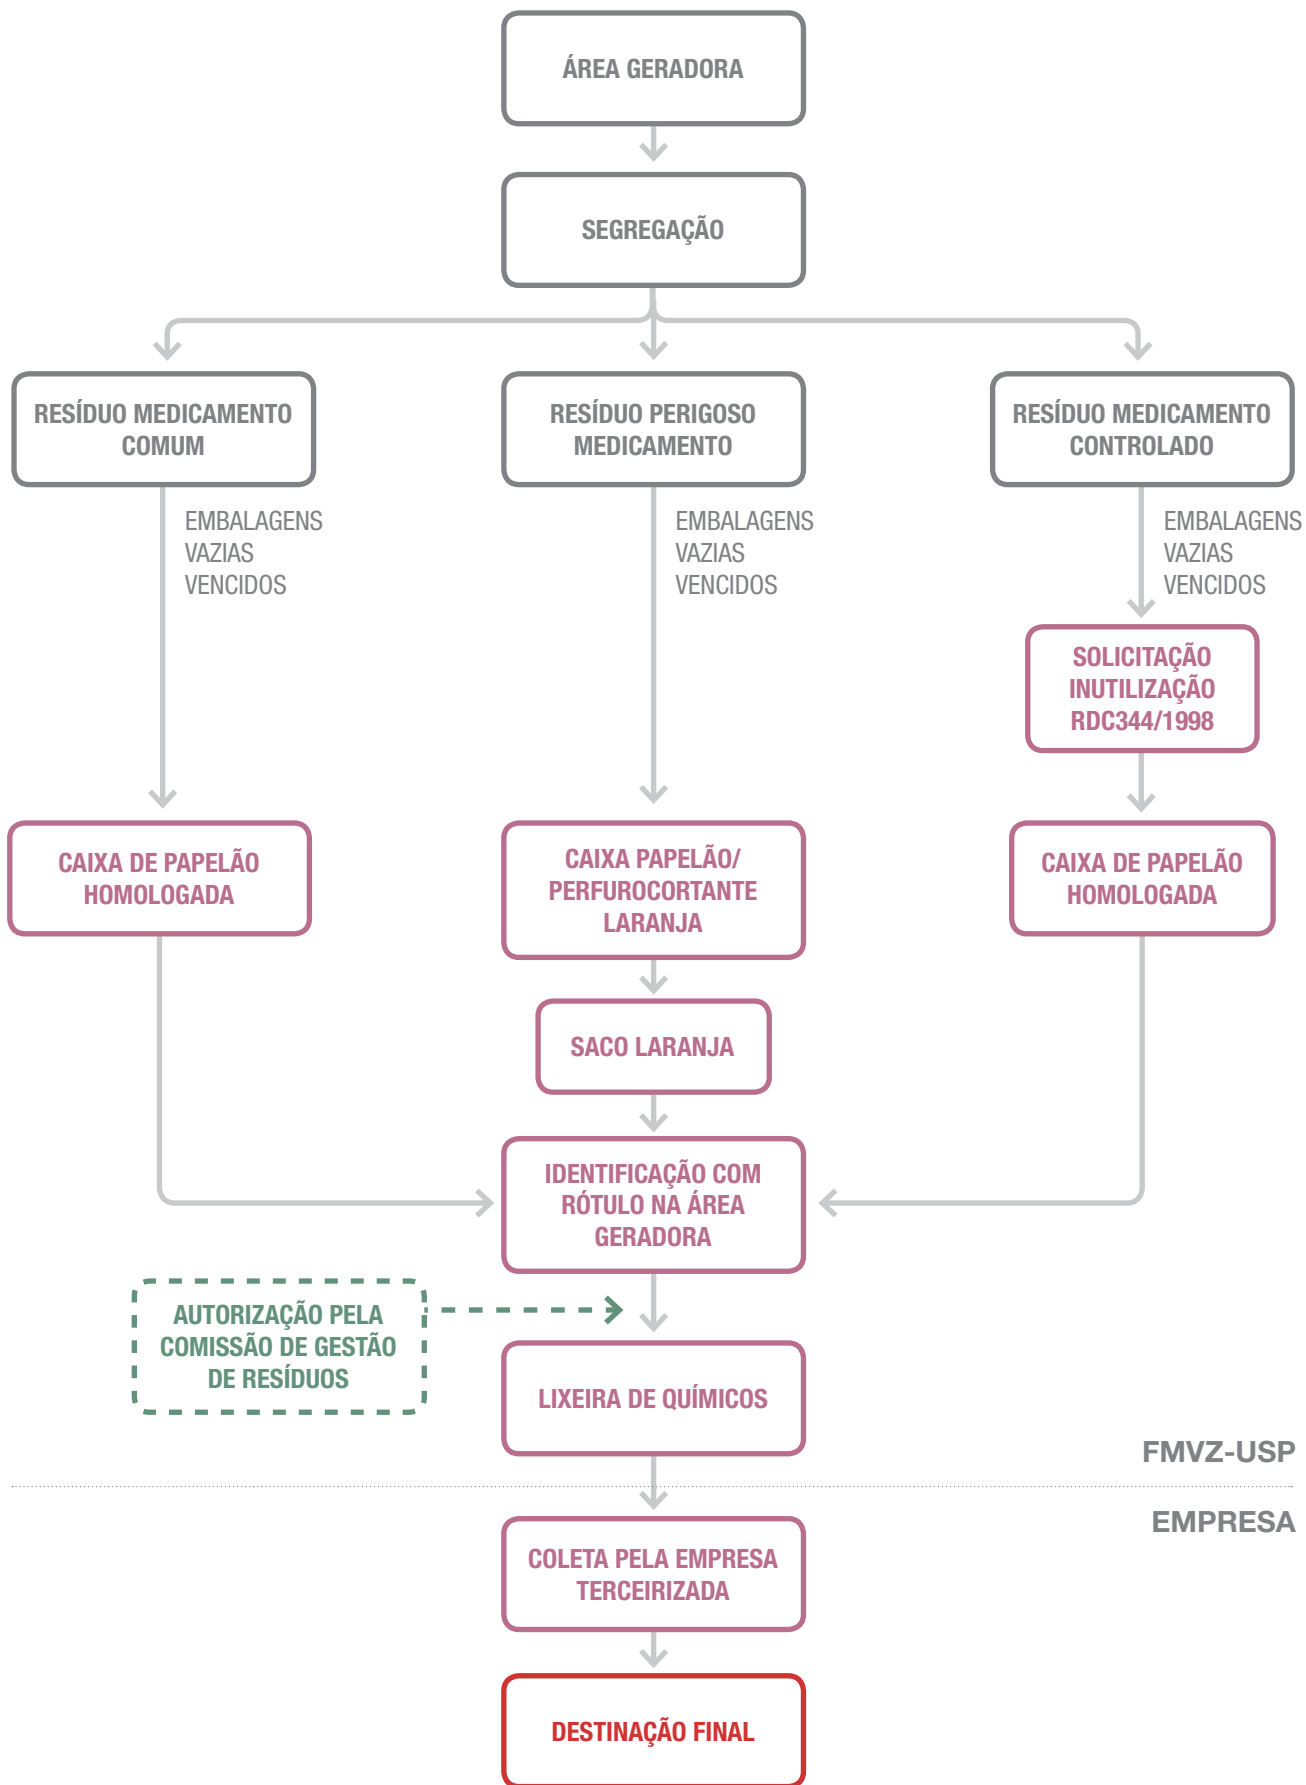 ÁREA GERADORA
SEGREGAÇÃO
RESÍDUO MEDICAMENTO
COMUM
RESÍDUO PERIGOSO
MEDICAMENTO
RESÍDUO MEDICAMENTO
CONTROLADO
EMBALAGENS
VAZIAS
VENCIDOS
EMBALAGENS
VAZIAS
VENCIDOS
EMBALAGENS
VAZIAS
VENCIDOS
SOLICITAÇÃO
INUTILIZAÇÃO
RDC344/1998
CAIXA DE PAPELÃO
HOMOLOGADA
CAIXA PAPELÃO/
PERFUROCORTANTE
LARANJA
CAIXA DE PAPELÃO
HOMOLOGADA
SACO LARANJA
IDENTIFICAÇÃO COM
RÓTULO NA ÁREA
GERADORA
AUTORIZAÇÃO PELA
COMISSÃO DE GESTÃO
DE RESÍDUOS
LIXEIRA DE QUÍMICOS
FMVZ-USP
EMPRESA
COLETA PELA EMPRESA
TERCEIRIZADA
DESTINAÇÃO FINAL